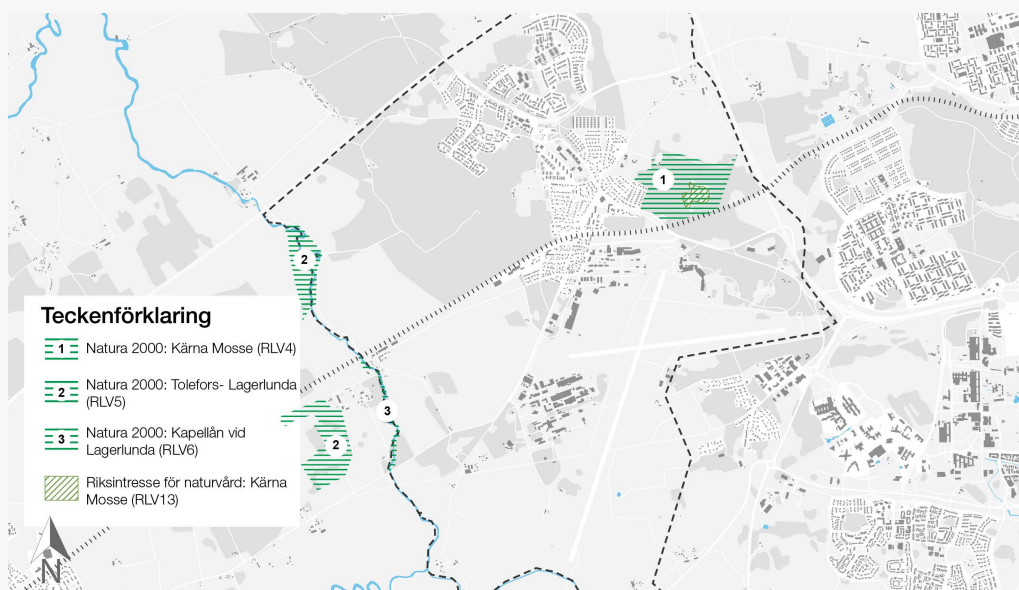 1
2
3
2
Teckenförklaring
1 Natura 2000: Kärna Mosse (RLV4)
2 Natura 2000: Tolefors- Lagerlunda
(RLV5)
3 Natura 2000: Kapellån vid
Lagerlunda (RLV6)
Riksintresse för naturvård: Kärna
Mosse (RLV13)
N